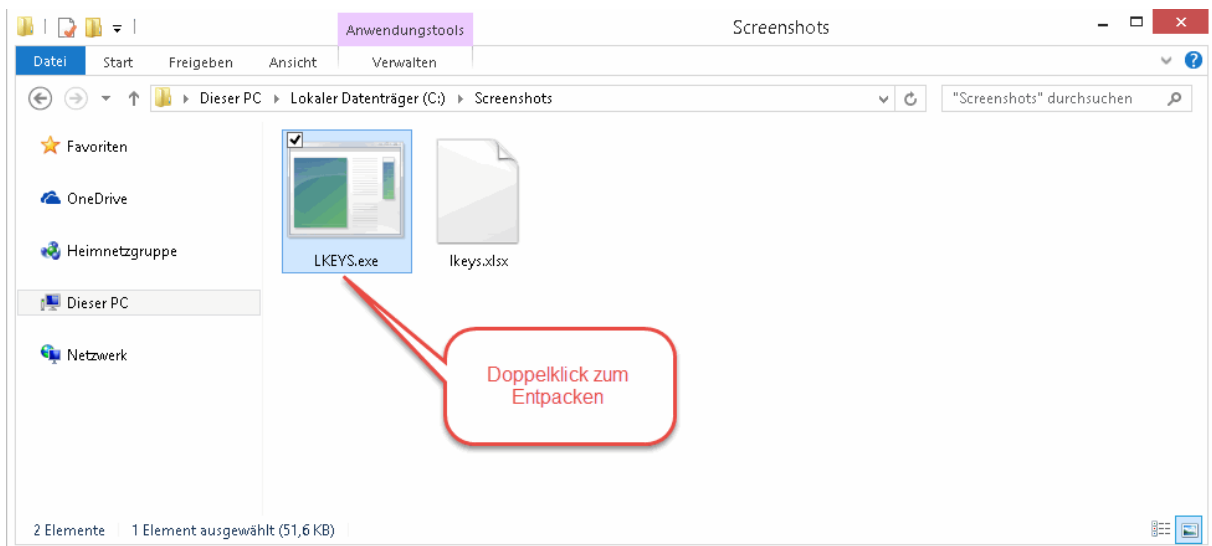 Anwendungstools
Screenshots
Datei Start Freigeben Ansicht Verwalten
Dieser PC Lokaler Datenträger (C:) Screenshots
"Screenshots" durchsuchen
Favoriten
OneDrive
Heimnetzgruppe
Dieser PC
Netzwerk
LKEYS.exe
lkeys.xlsx
Doppelklick zum
Entpacken
2 Elemente 1 Element ausgewählt (51,6 KB)